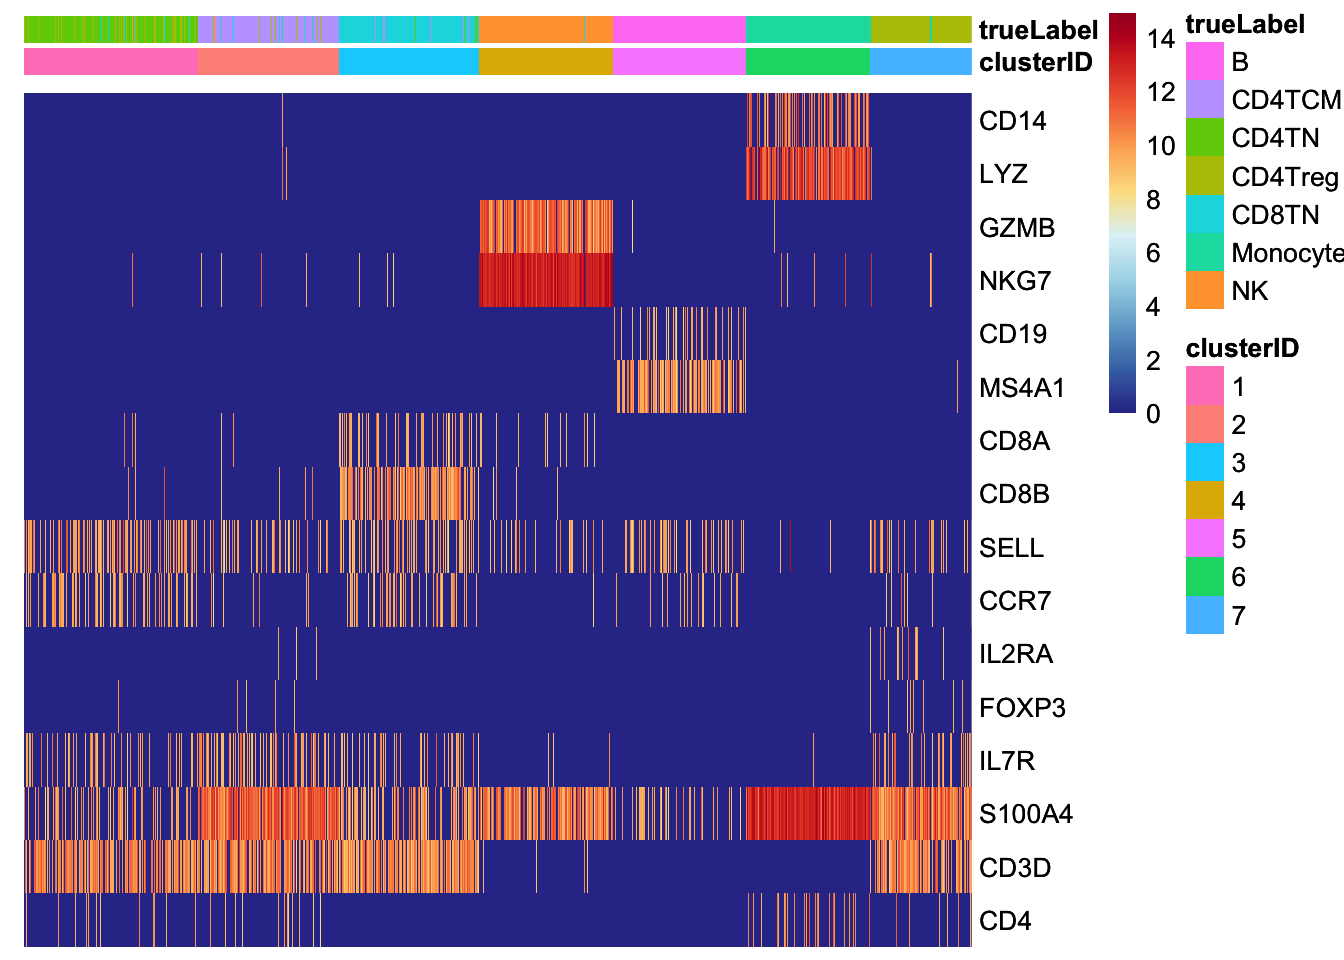 trueLabel
clusterID
CD14
LYZ
GZMB
NKG7
CD19
MS4A1
CD8A
CD8B
SELL
CCR7
IL2RA
FOXP3
IL7R
S100A4
CD3D
CD4
14
12
10
8
6
4
2
0
trueLabel
B
CD4TCM
CD4TN
CD4Treg
CD8TN
Monocyte
NK
clusterID
1
2
3
4
5
6
7